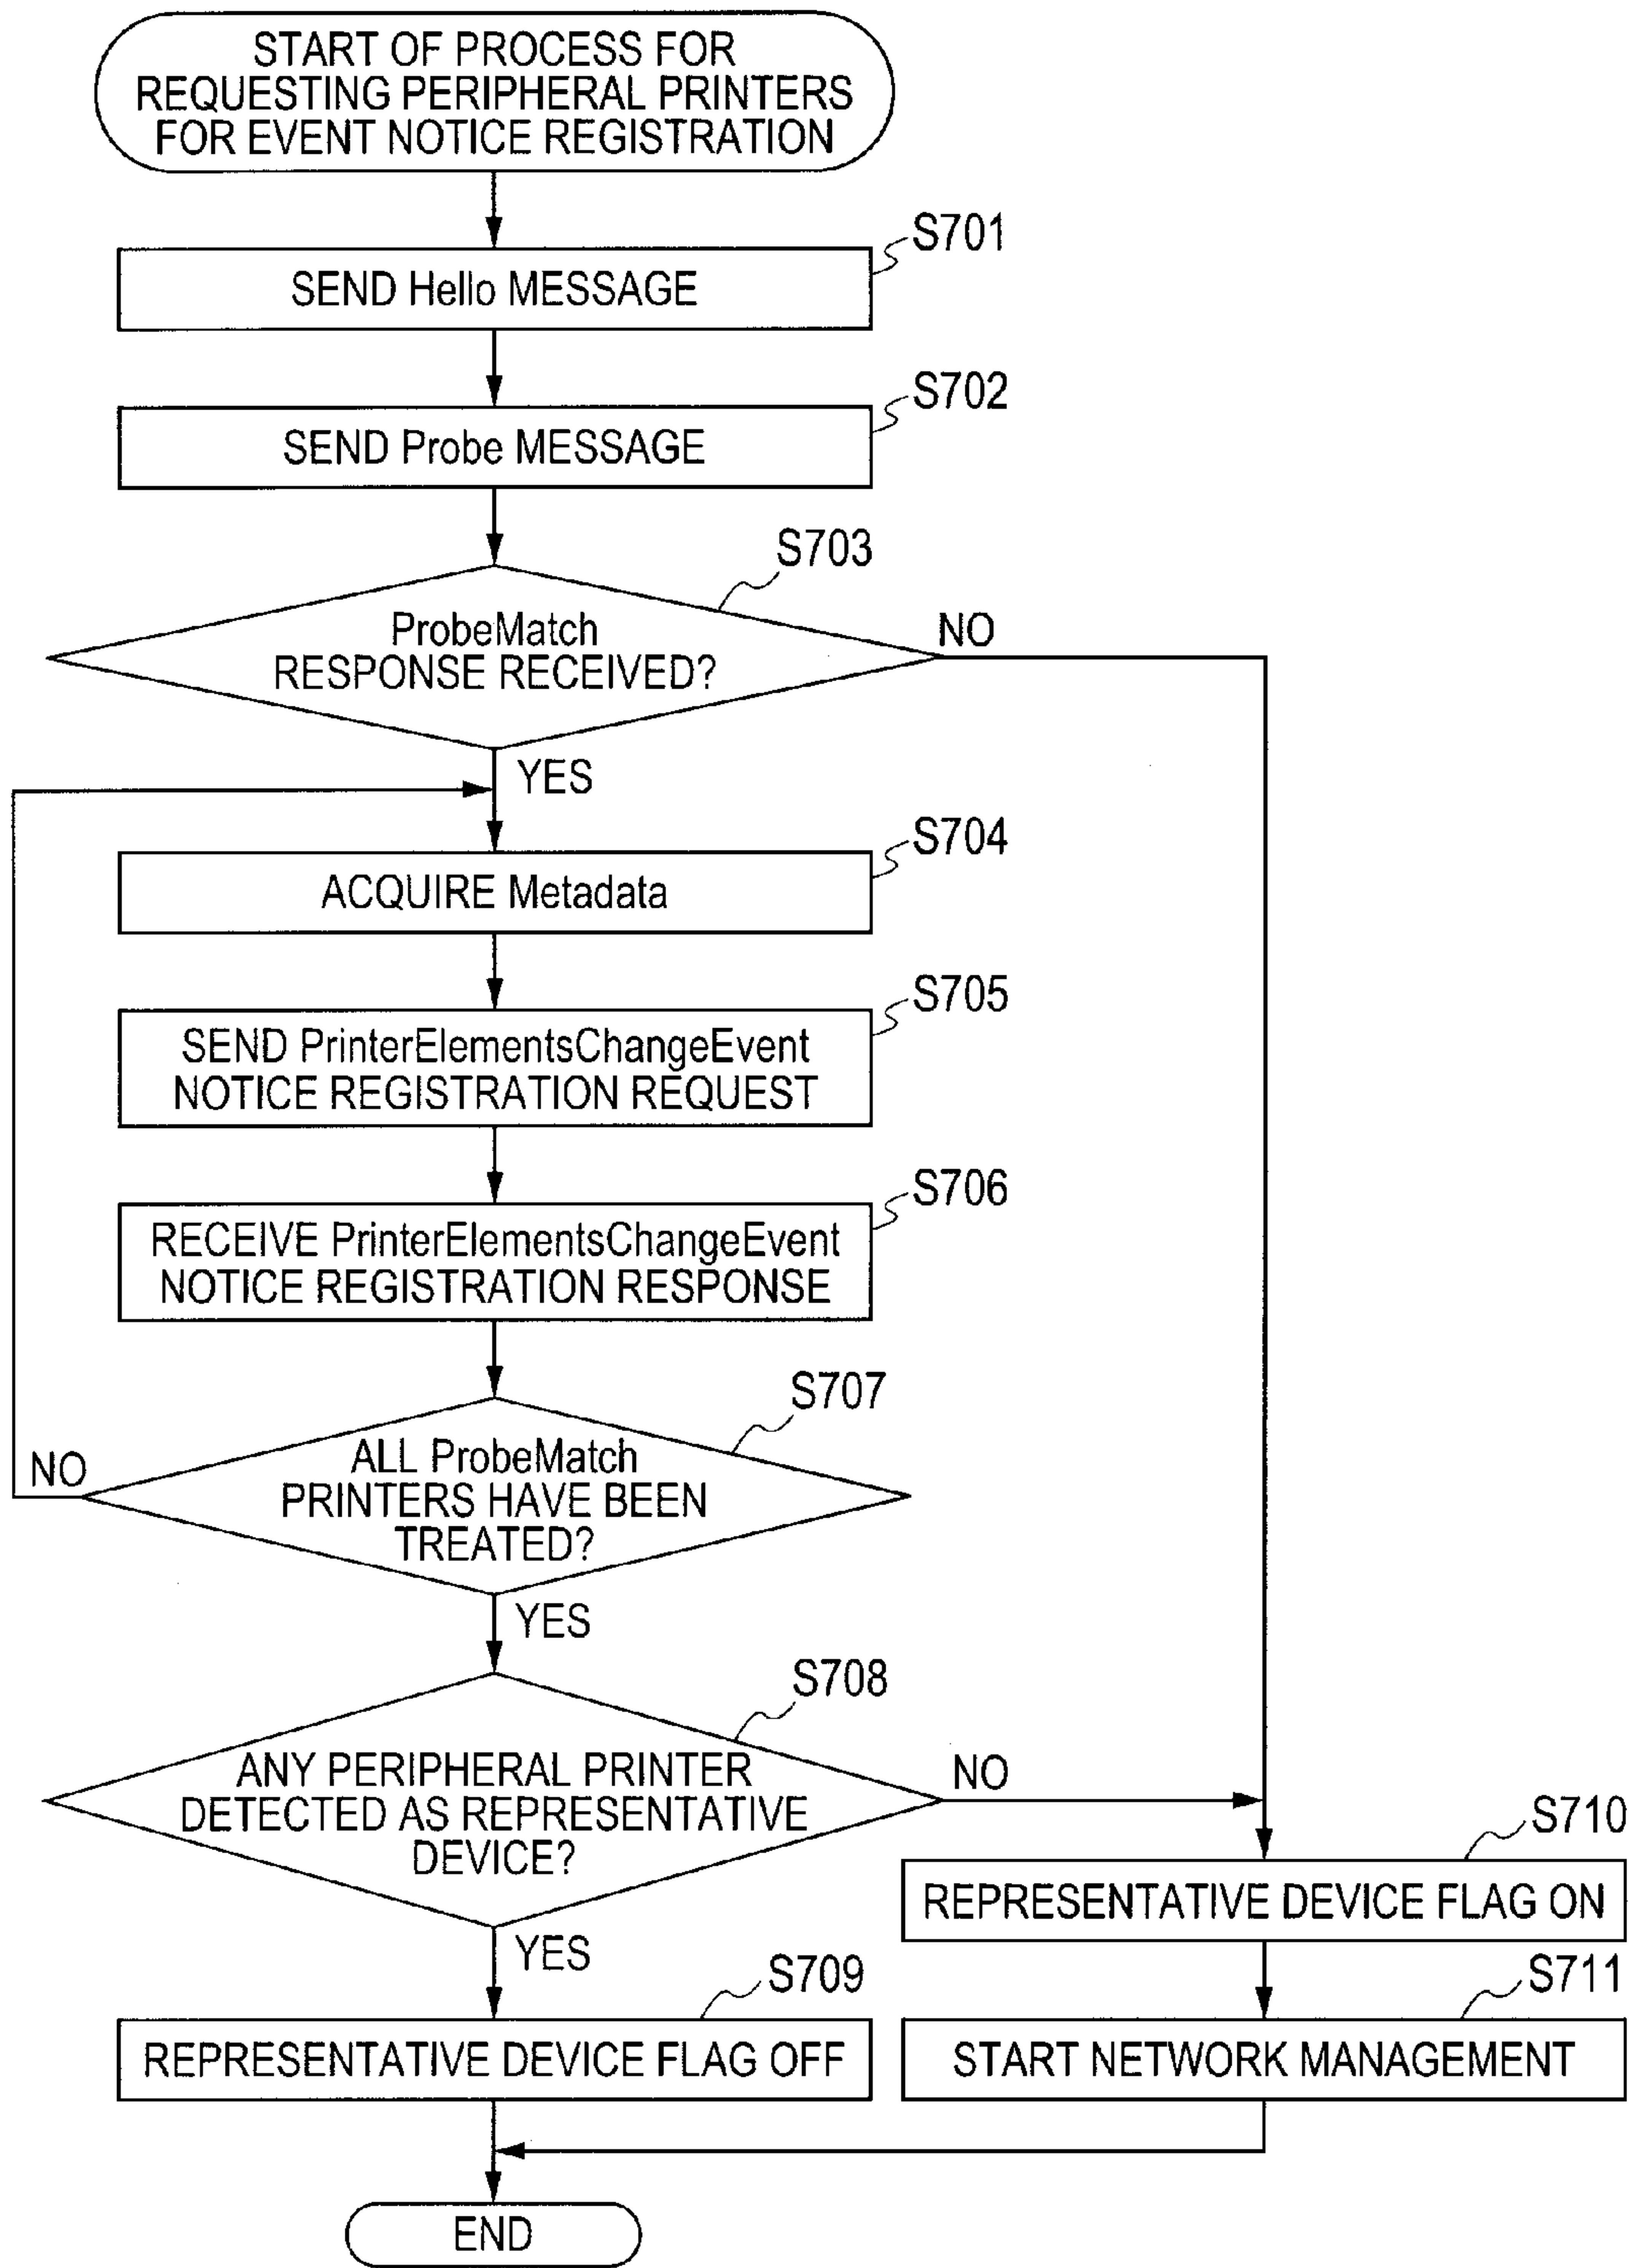 START OF PROCESS FOR
REQUESTING PERIPHERAL PRINTERS
FOR EVENT NOTICE REGISTRATION
S701
SEND Hello MESSAGE
S702
SEND Probe MESSAGE
S703
ProbeMatch
RESPONSE RECEIVED?
NO
YES
S704
ACQUIRE Metadata
S705
SEND PrinterElementsChangeEvent
NOTICE REGISTRATION REQUEST
S706
RECEIVE PrinterElementsChangeEvent
NOTICE REGISTRATION RESPONSE
S707
ALL ProbeMatch
PRINTERS HAVE BEEN
TREATED?
NO
YES
S708
ANY PERIPHERAL PRINTER
DETECTED AS REPRESENTATIVE
DEVICE?
NO
YES
S710
REPRESENTATIVE DEVICE FLAG ON
S709
REPRESENTATIVE DEVICE FLAG OFF
S711
START NETWORK MANAGEMENT
END